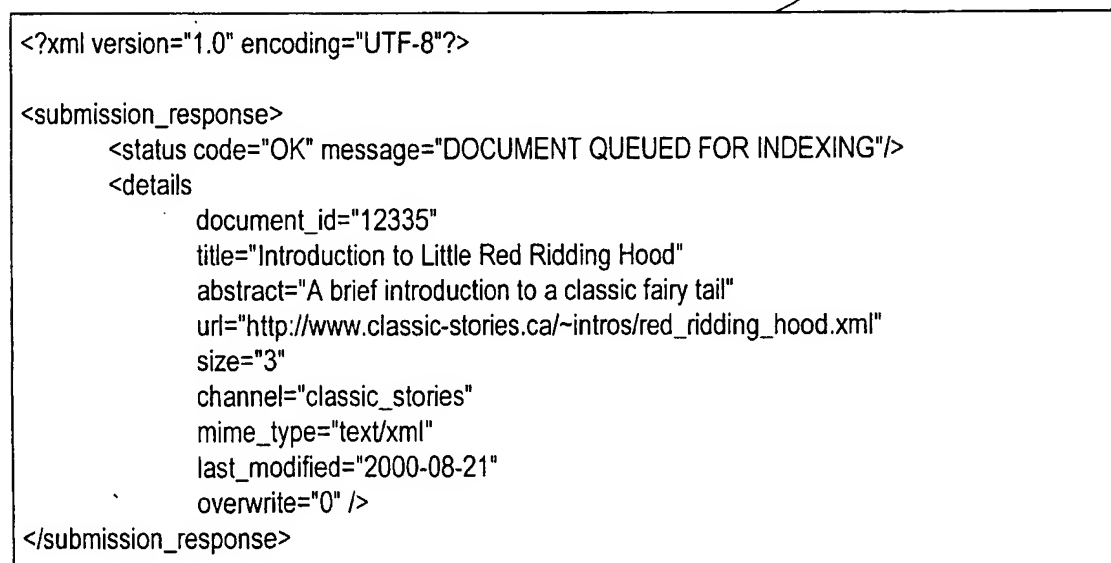 <?xml version="1.0" encoding="UTF-8"?>
<submission_response>
<status code="OK" message="DOCUMENT QUEUED FOR INDEXING"/>
<details
document_id="12335"
title="Introduction to Little Red Ridding Hood"
abstract="A brief introduction to a classic fairy tail"
url="http://www.classic-stories.ca/~intros/red_ridding_hood.xml"
size="3"
channel="classic_stories"
mime_type="text/xml"
last_modified="2000-08-21"
overwrite="0" />
</submission_response>